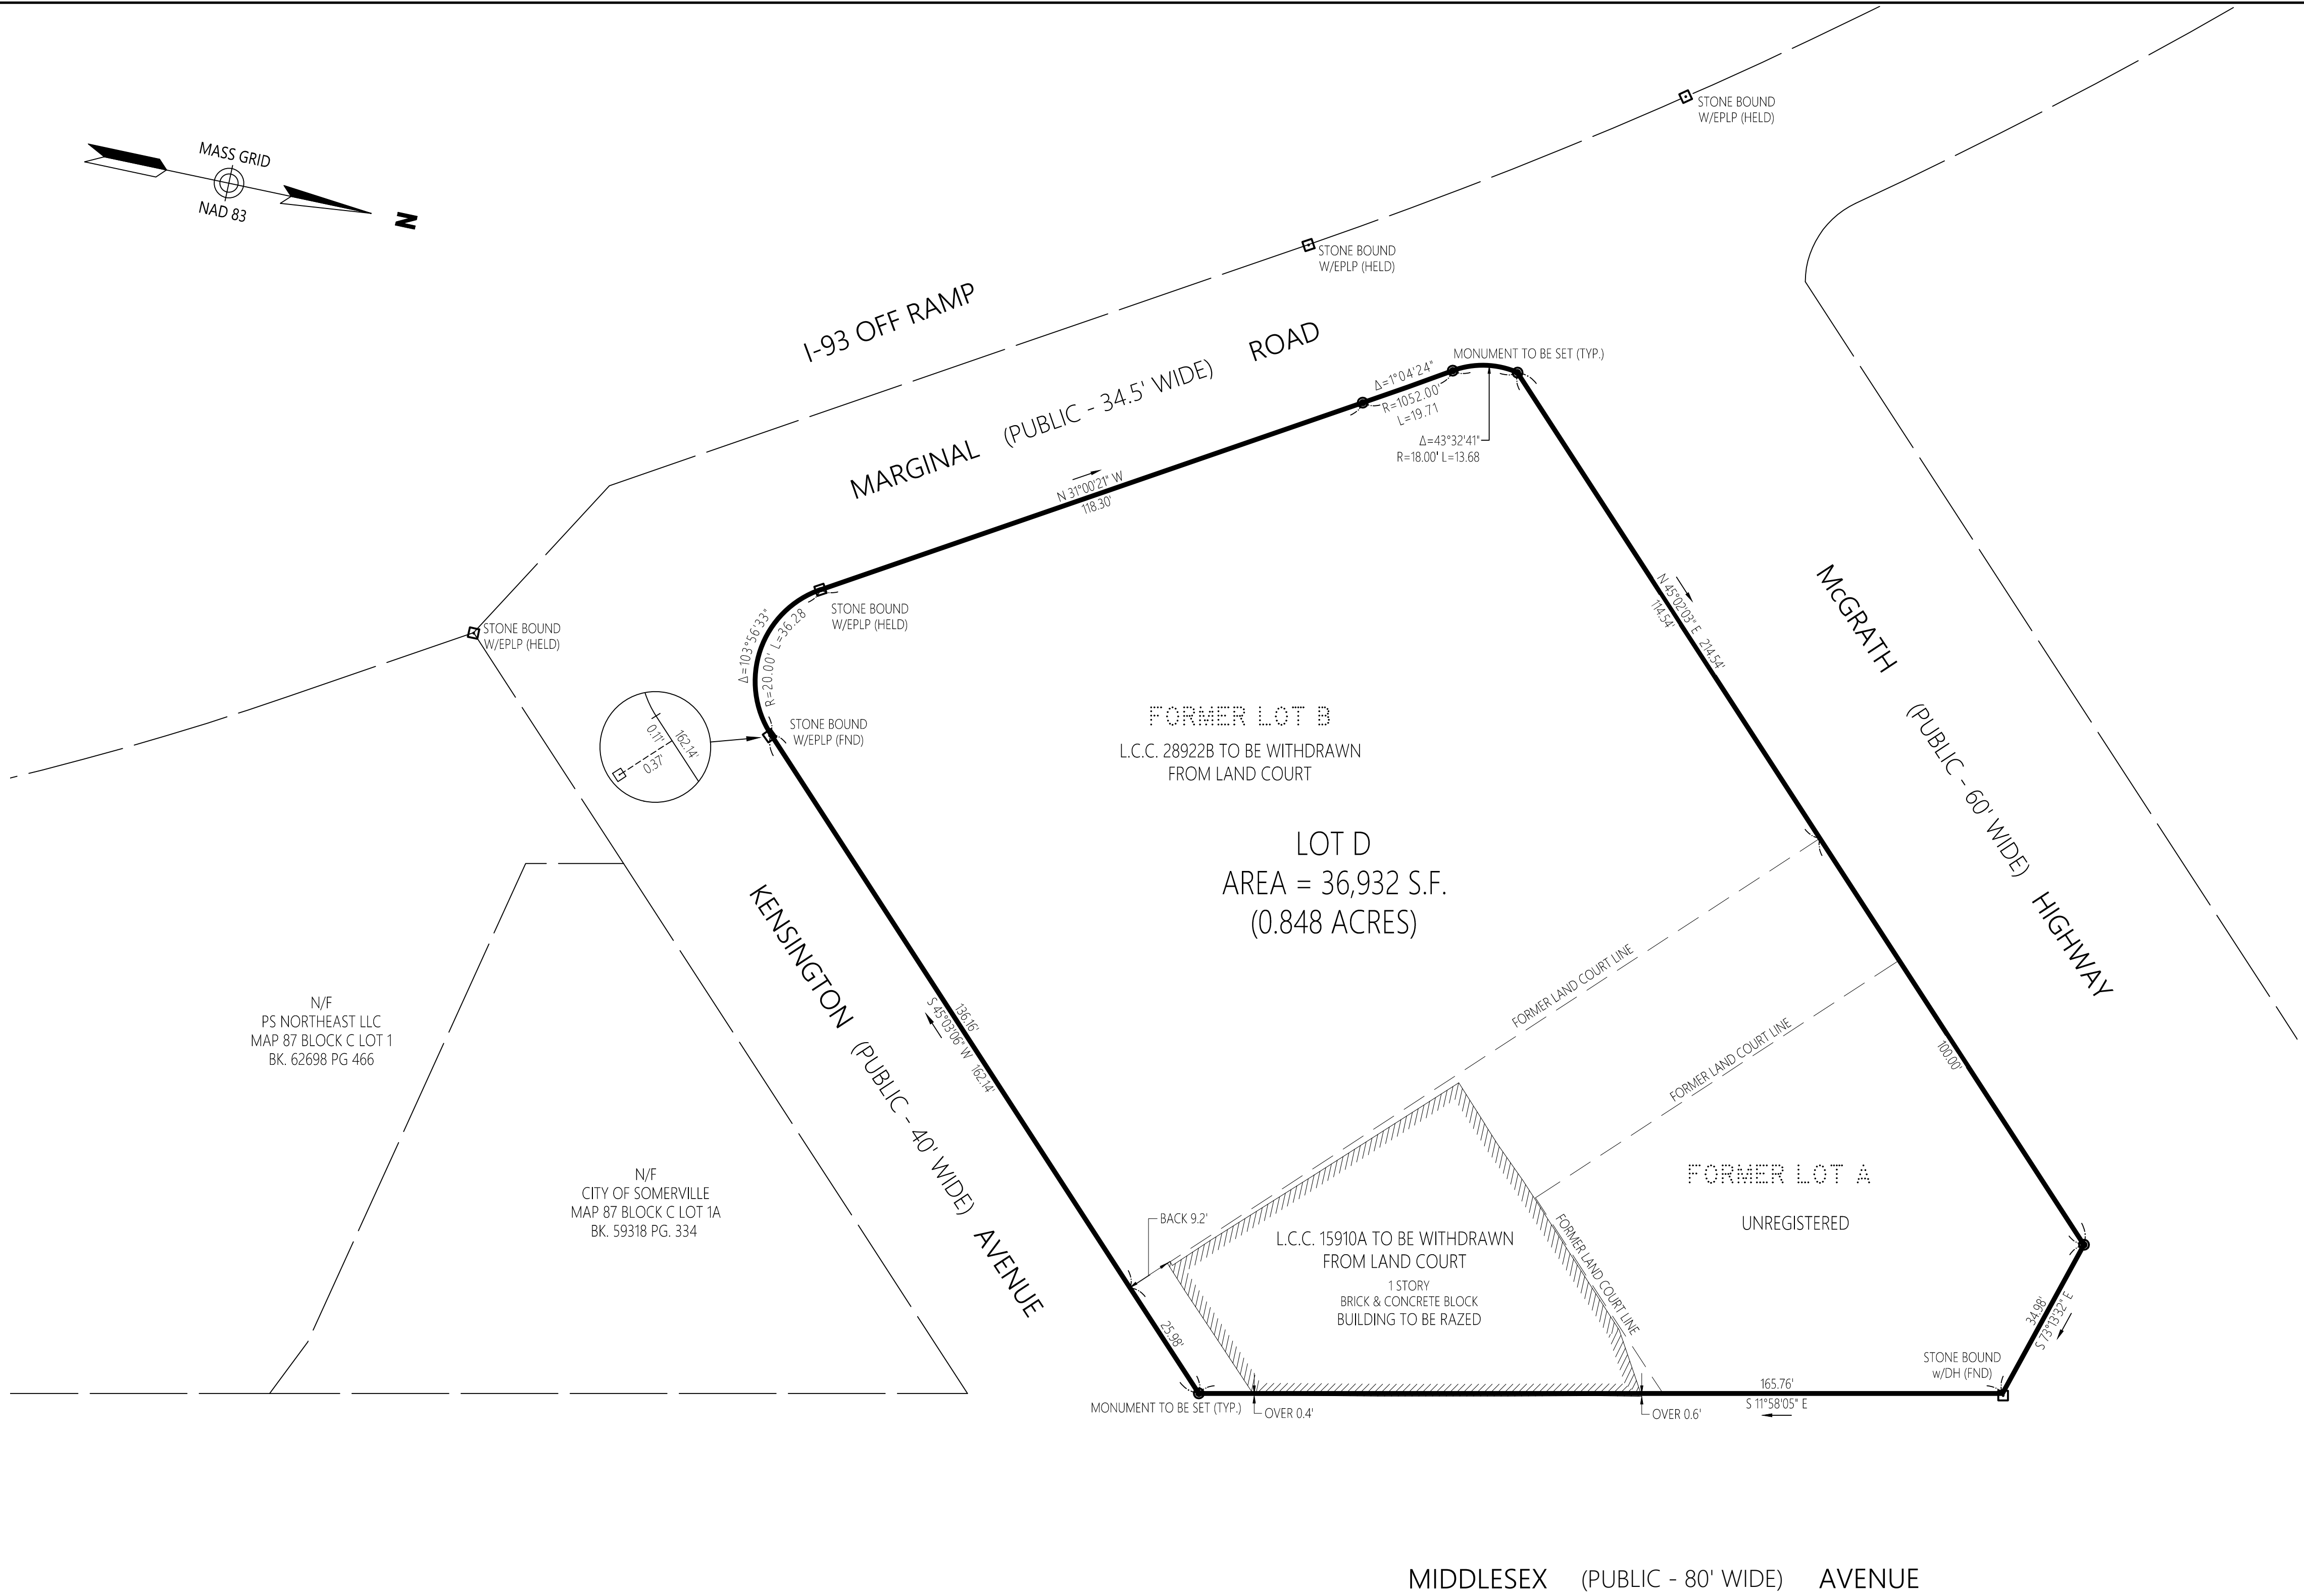 MASS GRID
NAD 83
N
STONE BOUND
W/EPLP (HELD)
STONE BOUND
W/EPLP (HELD)
I-93 OFF RAMP
MARGINAL (PUBLIC - 34.5' WIDE) ROAD
MONUMENT TO BE SET (TYP.)
Δ=1°04'24"
R=1052.00'
L=19.71
Δ=43°32'41"
R=18.00' L=13.68
N 31°00'21" W
118.30'
STONE BOUND
W/EPLP (HELD)
STONE BOUND
W/EPLP (HELD)
Δ=103°56'33"
R=20.00' L=36.28
STONE BOUND
W/EPLP (FND)
0.11'
162.14'
0.37'
N 45°02'03" E 214.54'
114.54'
McGRATH (PUBLIC - 60' WIDE) HIGHWAY
FORMER LOT B
L.C.C. 28922B TO BE WITHDRAWN
FROM LAND COURT
LOT D
AREA = 36,932 S.F.
(0.848 ACRES)
KENSINGTON (PUBLIC - 40' WIDE) AVENUE
136.16'
S 45°03'06" W 162.14'
FORMER LAND COURT LINE
FORMER LAND COURT LINE
100.00'
N/F
PS NORTHEAST LLC
MAP 87 BLOCK C LOT 1
BK. 62698 PG 466
N/F
CITY OF SOMERVILLE
MAP 87 BLOCK C LOT 1A
BK. 59318 PG. 334
FORMER LOT A
UNREGISTERED
BACK 9.2'
L.C.C. 15910A TO BE WITHDRAWN
FROM LAND COURT
1 STORY
BRICK & CONCRETE BLOCK
BUILDING TO BE RAZED
FORMER LAND COURT LINE
25.98'
34.98'
S 73°13'32" E
STONE BOUND
w/DH (FND)
165.76'
S 11°58'05" E
MONUMENT TO BE SET (TYP.)
OVER 0.4'
OVER 0.6'
MIDDLESEX (PUBLIC - 80' WIDE) AVENUE